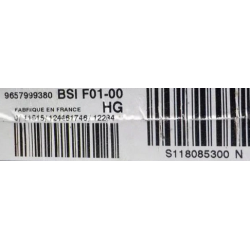 9657999380 BSI F01-00
HG
FABRIQUE EN FRANCE
S118085300 N